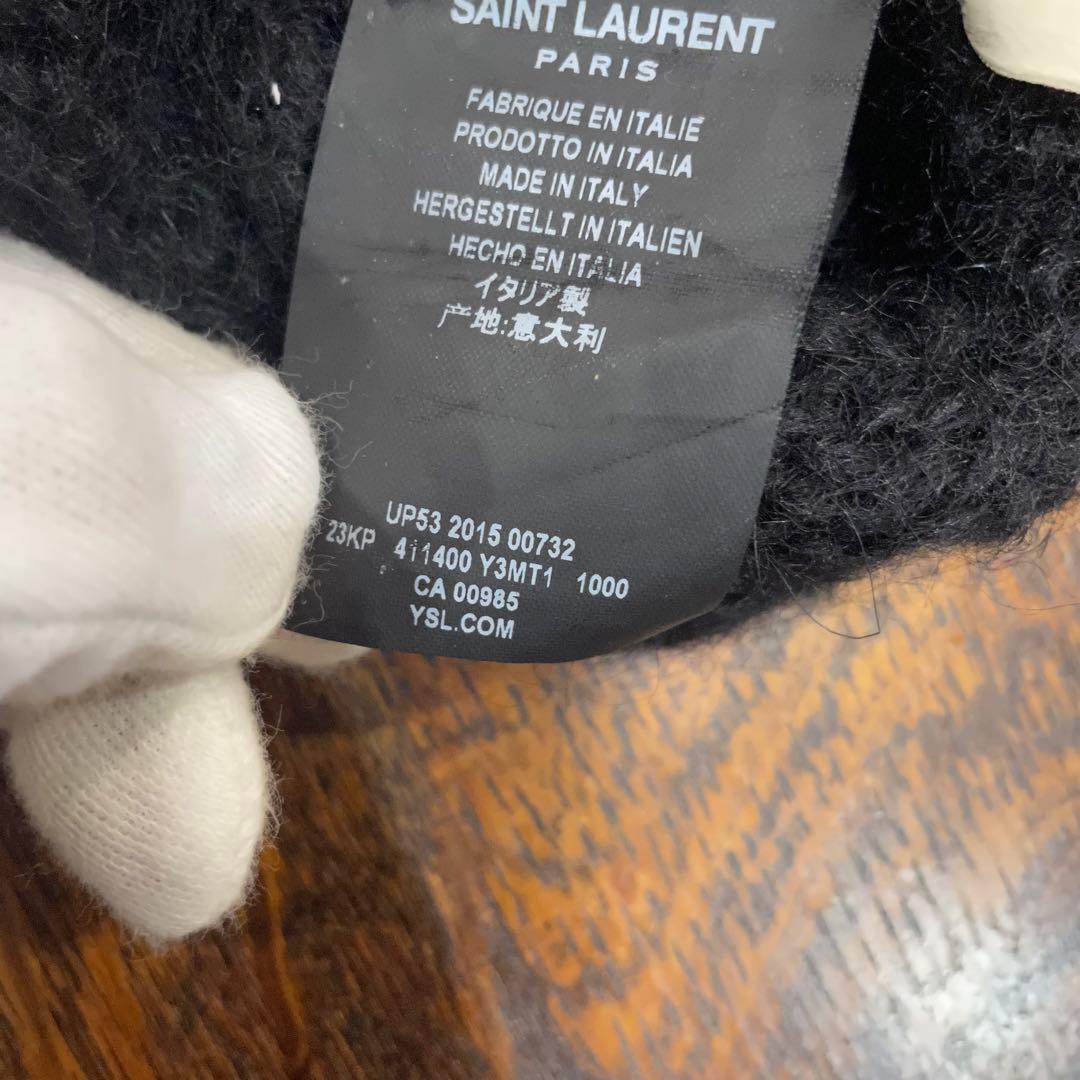 SAINT LAURENT
PARIS
FABRIQUE EN ITALIE
PRODOTTO IN ITALIA
MADE IN ITALY
HERGESTELLT IN ITALIEN
HECHO EN ITALIA
イタリア製
产地:意大利
UP53 2015 00732
23KP 411400 Y3MT1 1000
CA 00985
YSL.COM